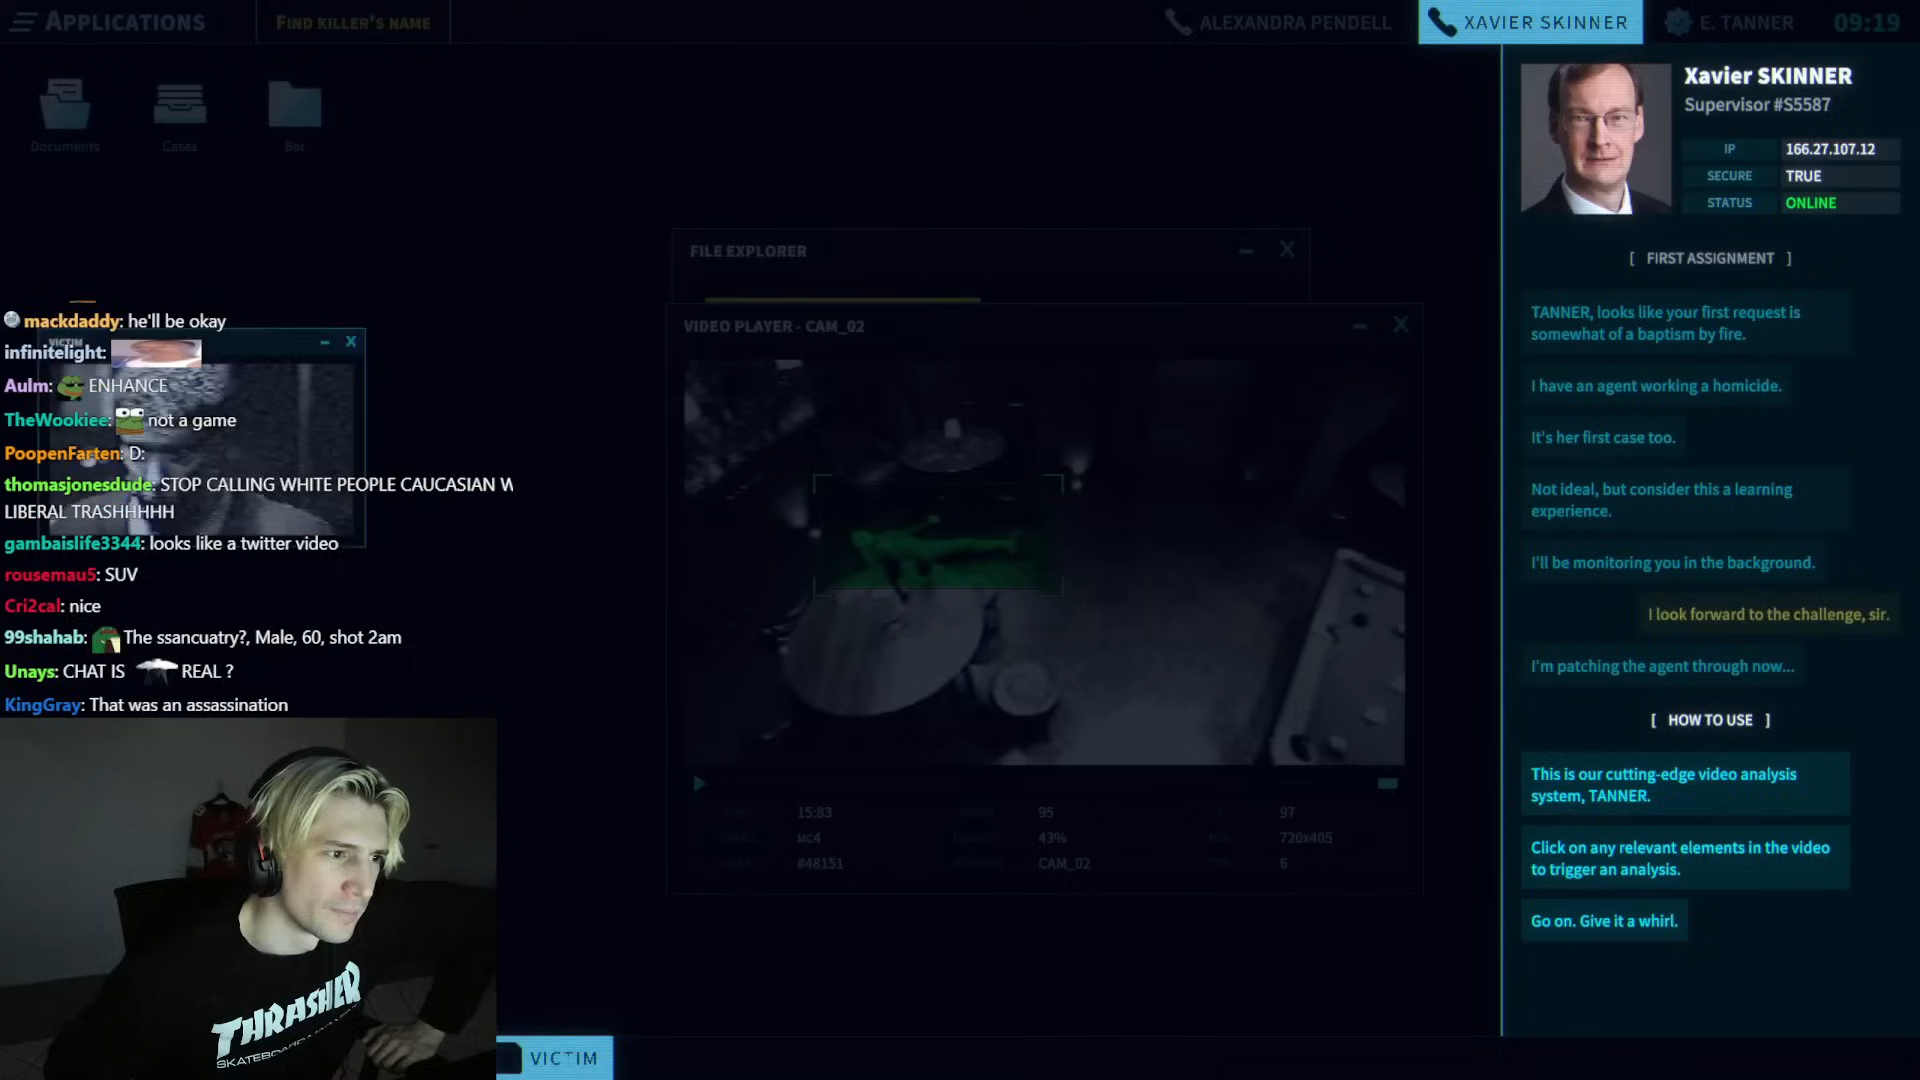 APPLICATIONS
FIND KILLER'S NAME
ALEXANDRA PENDELL
XAVIER SKINNER
E. TANNER
09:19
Documents
Cases
Bar
Xavier SKINNER
Supervisor #S5587
IP 166.27.107.12
SECURE TRUE
STATUS ONLINE
[ FIRST ASSIGNMENT ]
TANNER, looks like your first request is
somewhat of a baptism by fire.
I have an agent working a homicide.
It's her first case too.
Not ideal, but consider this a learning
experience.
I'll be monitoring you in the background.
I look forward to the challenge, sir.
I'm patching the agent through now...
[ HOW TO USE ]
This is our cutting-edge video analysis
system, TANNER.
Click on any relevant elements in the video
to trigger an analysis.
Go on. Give it a whirl.
FILE EXPLORER
VIDEO PLAYER - CAM_02
15:83
95
97
MC4
43%
720x405
#48151
CAM_02
6
VICTIM
mackdaddy: he'll be okay
infinitelight:
Aulm: ENHANCE
TheWookiee: not a game
PoopenFarten: D:
thomasjonesdude: STOP CALLING WHITE PEOPLE CAUCASIAN W
LIBERAL TRASHHHHH
gambaislife3344: looks like a twitter video
rousemau5: SUV
Cri2cal: nice
99shahab: The ssancuatry?, Male, 60, shot 2am
Unays: CHAT IS REAL ?
KingGray: That was an assassination
THRASHER
VICTIM